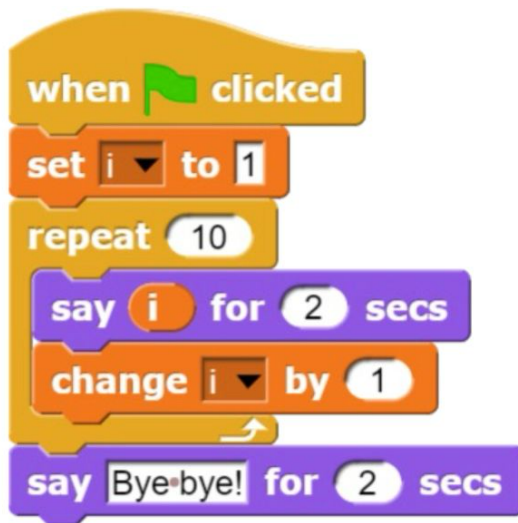 when clicked
set i to 1
repeat 10
say i for 2 secs
change i by 1
say Bye bye! for 2 secs